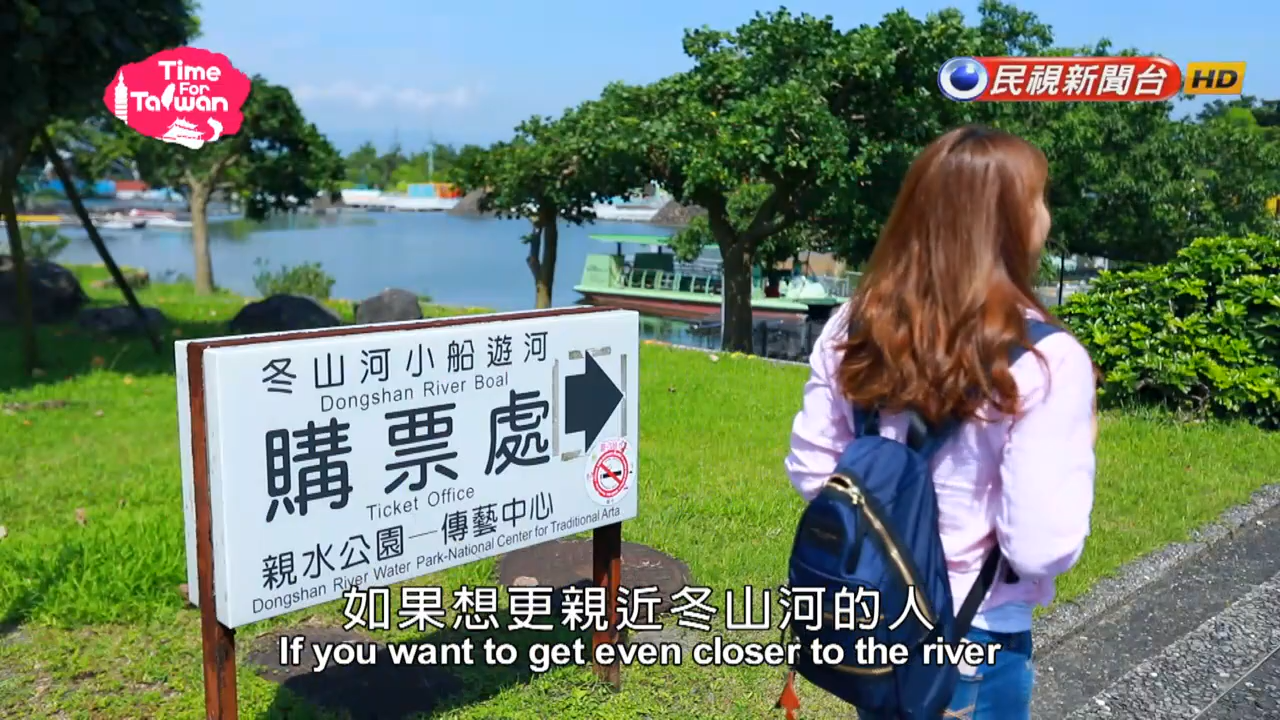 Time
For
Taiwan
民視新聞台 HD
冬山河小船遊河
Dongshan River Boal
購票處
Ticket Office
親水公園—傳藝中心
Dongshan River Water Park-National Center for Traditional Arta
如果想更親近冬山河的人
If you want to get even closer to the river